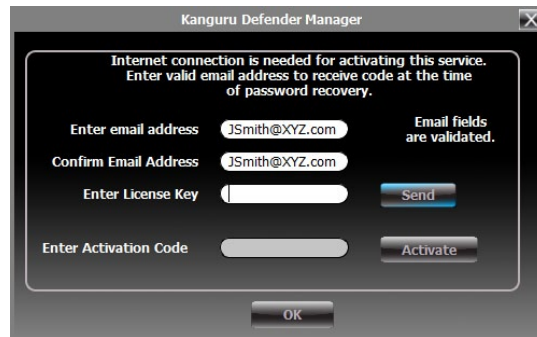 Kanguru Defender Manager
X
Internet connection is needed for activating this service.
Enter valid email address to receive code at the time
of password recovery.
Enter email address JSmith@XYZ.com
Email fields
are validated.
Confirm Email Address JSmith@XYZ.com
Enter License Key Send
Enter Activation Code Activate
OK